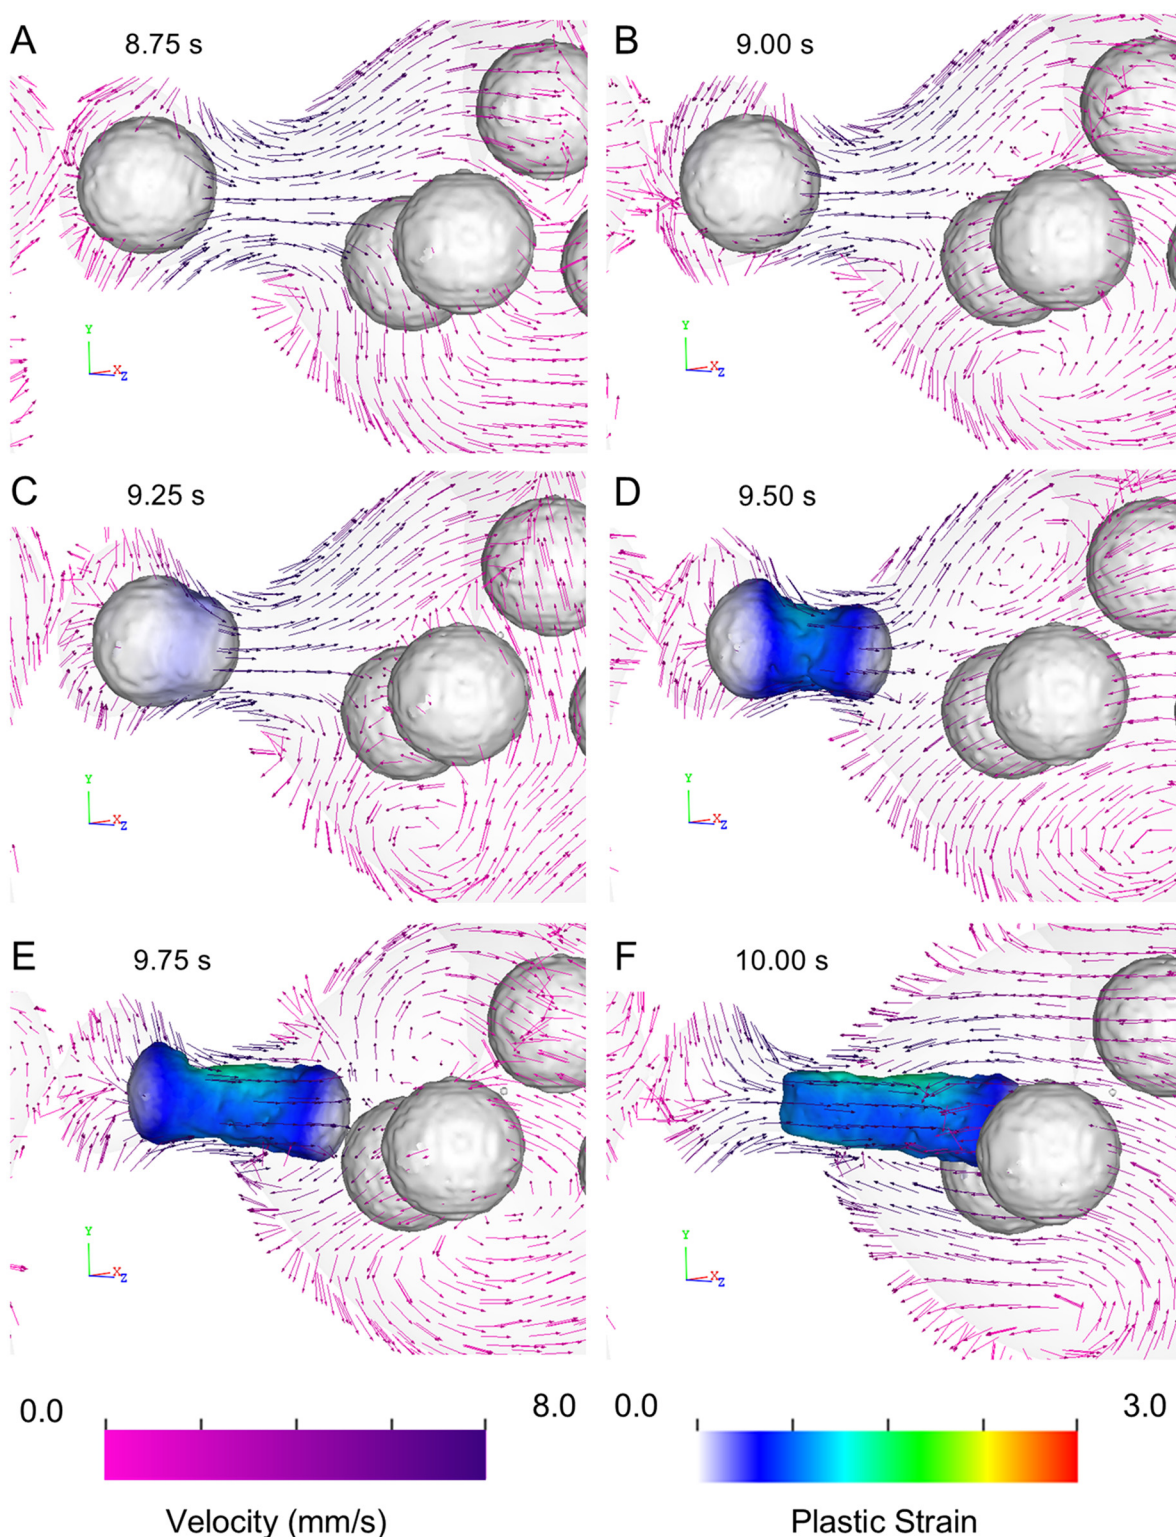 A
8.75 s
B
9.00 s
Y
X
Z
Y
X
Z
C
9.25 s
D
9.50 s
Y
X
Z
Y
X
Z
E
9.75 s
F
10.00 s
Y
X
Z
Y
X
Z
0.0
8.0
0.0
3.0
Velocity (mm/s)
Plastic Strain